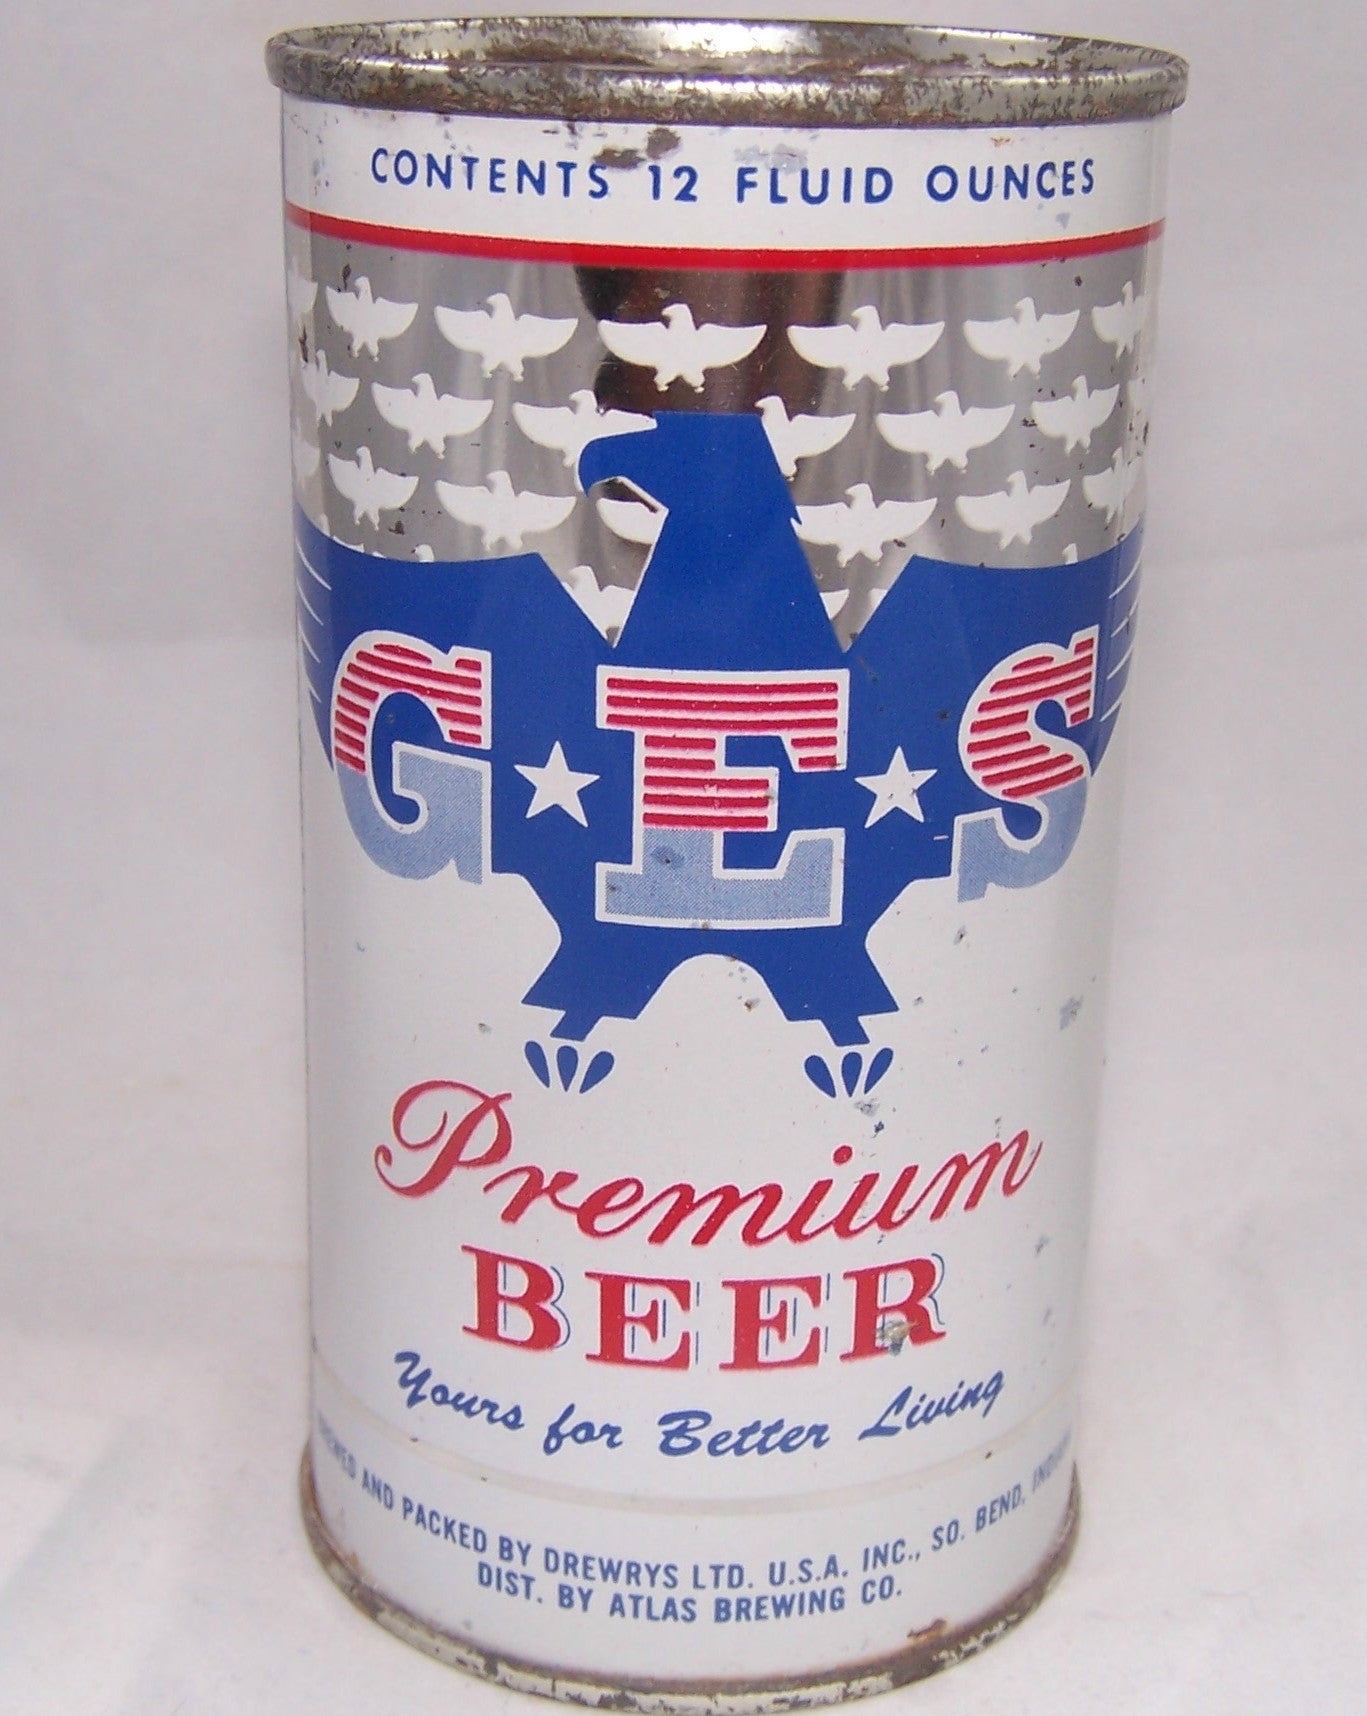 CONTENTS 12 FLUID OUNCES
G★E★S
Premium
BEER
Yours for Better Living
AND PACKED BY DREWRYS LTD. U.S.A. INC., SO. BEND,
DIST. BY ATLAS BREWING CO.